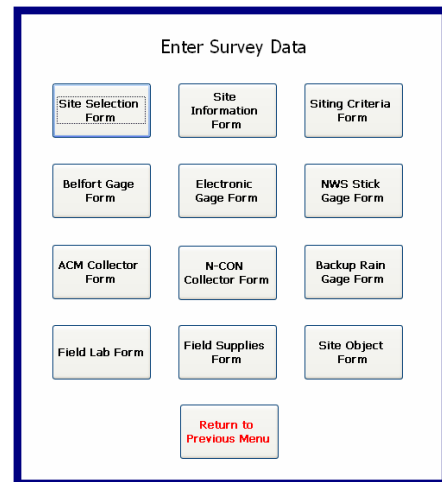 Enter Survey Data
Site Selection
Form
Site
Information
Form
Siting Criteria
Form
Belfort Gage
Form
Electronic
Gage Form
NWS Stick
Gage Form
ACM Collector
Form
N-CON
Collector Form
Backup Rain
Gage Form
Field Lab Form
Field Supplies
Form
Site Object
Form
Return to
Previous Menu